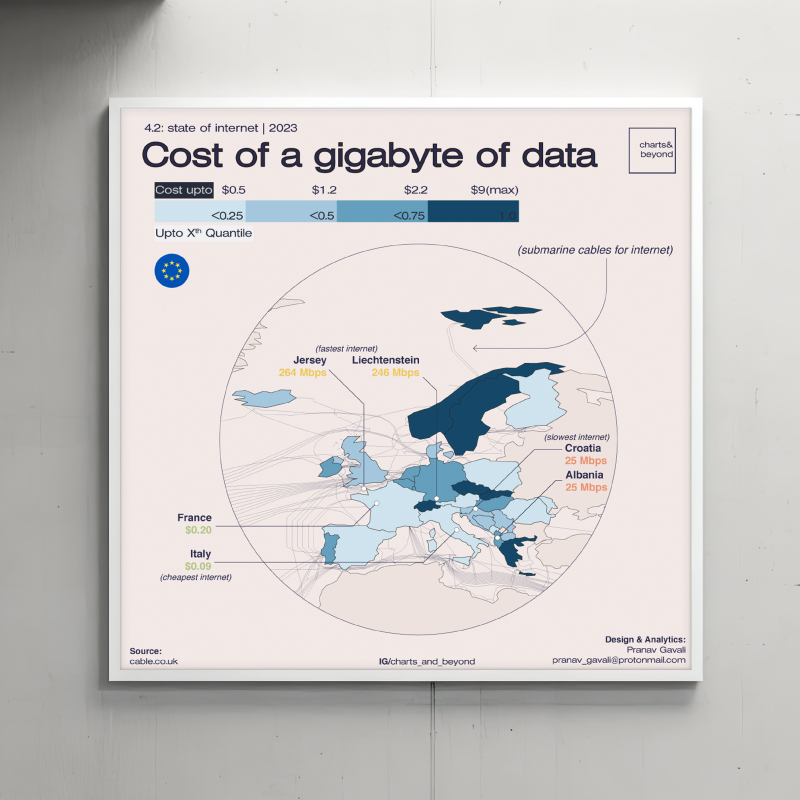 4.2: state of internet | 2023
Cost of a gigabyte of data
charts&
beyond
Cost upto $0.5 $1.2 $2.2 $9(max)
<0.25 <0.5 <0.75 1.0
Upto Xᵗʰ Quantile
(submarine cables for internet)
(fastest internet)
Jersey
264 Mbps
Liechtenstein
246 Mbps
(slowest internet)
Croatia
25 Mbps
Albania
25 Mbps
France
$0.20
Italy
$0.09
(cheapest internet)
Source:
cable.co.uk
IG/charts_and_beyond
Design & Analytics:
Pranav Gavali
pranav_gavali@protonmail.com